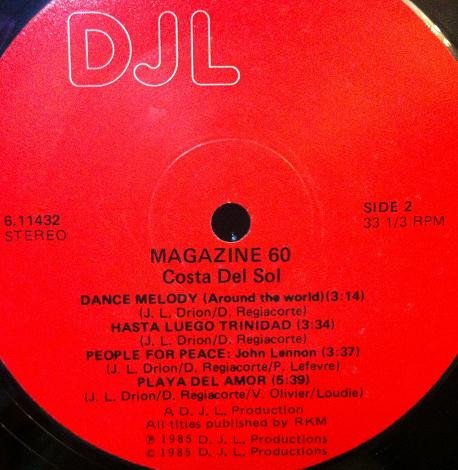 DJL
6.11432
STEREO
SIDE 2
33 1/3 RPM
MAGAZINE 60
Costa Del Sol
DANCE MELODY (Around the world)(3:14)
(J. L. Drion/D. Regiacorte)
HASTA LUEGO TRINIDAD (3:34)
(J. L. Drion/D. Regiacorte)
PEOPLE FOR PEACE: John Lennon (3:37)
(J. L. Drion/D. Regiacorte/P. Lefevre)
PLAYA DEL AMOR (5:39)
(J. L. Drion/D. Regiacorte/V. Olivier/Loudie)
A D. J. L. Production
All titles published by RKM
℗ 1985 D. J. L. Productions
© 1985 D. J. L. Productions